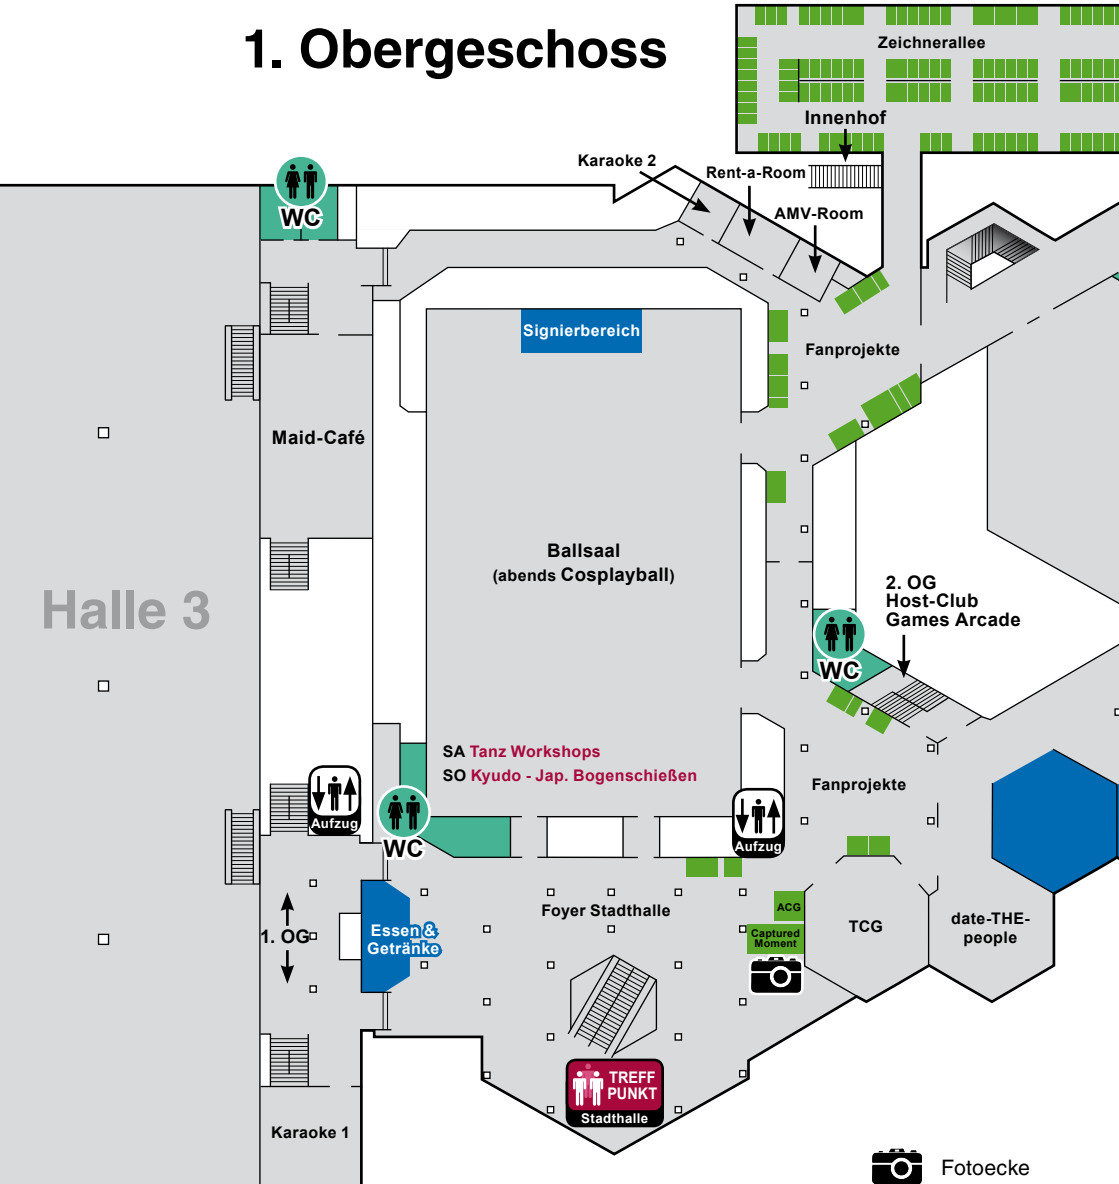 1. Obergeschoss
Zeichnerallee
Innenhof
Karaoke 2
Rent-a-Room
AMV-Room
WC
Signierbereich
Fanprojekte
Maid-Café
Ballsaal
(abends Cosplayball)
Halle 3
2. OG
Host-Club
Games Arcade
WC
SA Tanz Workshops
SO Kyudo - Jap. Bogenschießen
Fanprojekte
Aufzug
WC
Aufzug
1. OG
Essen &
Getränke
Foyer Stadthalle
ACG
Captured
Moment
TCG
date-THE-
people
TREFF
PUNKT
Stadthalle
Karaoke 1
Fotoecke